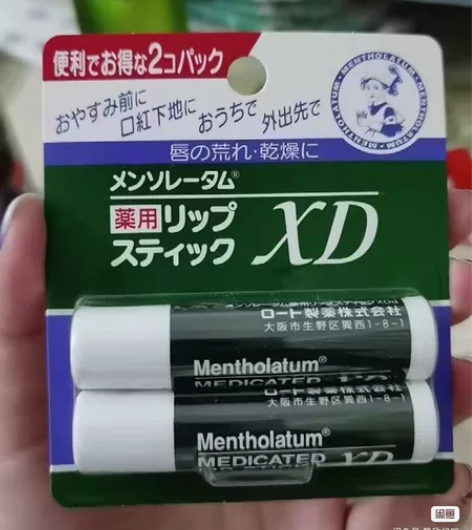 便利でお得な2コパック
おやすみ前に
口紅下地に
おうちで
外出先で
MENTHOLATUM
唇の荒れ・乾燥に
メンソレータム®
薬用リップ
スティック XD
ロート製薬株式会社
大阪市生野区巽西1-8-1
Mentholatum®
MEDICATED XD
ロート製薬株式会社
大阪市生野区巽西1-8-1
Mentholatum®
MEDICATED XD
闲鱼